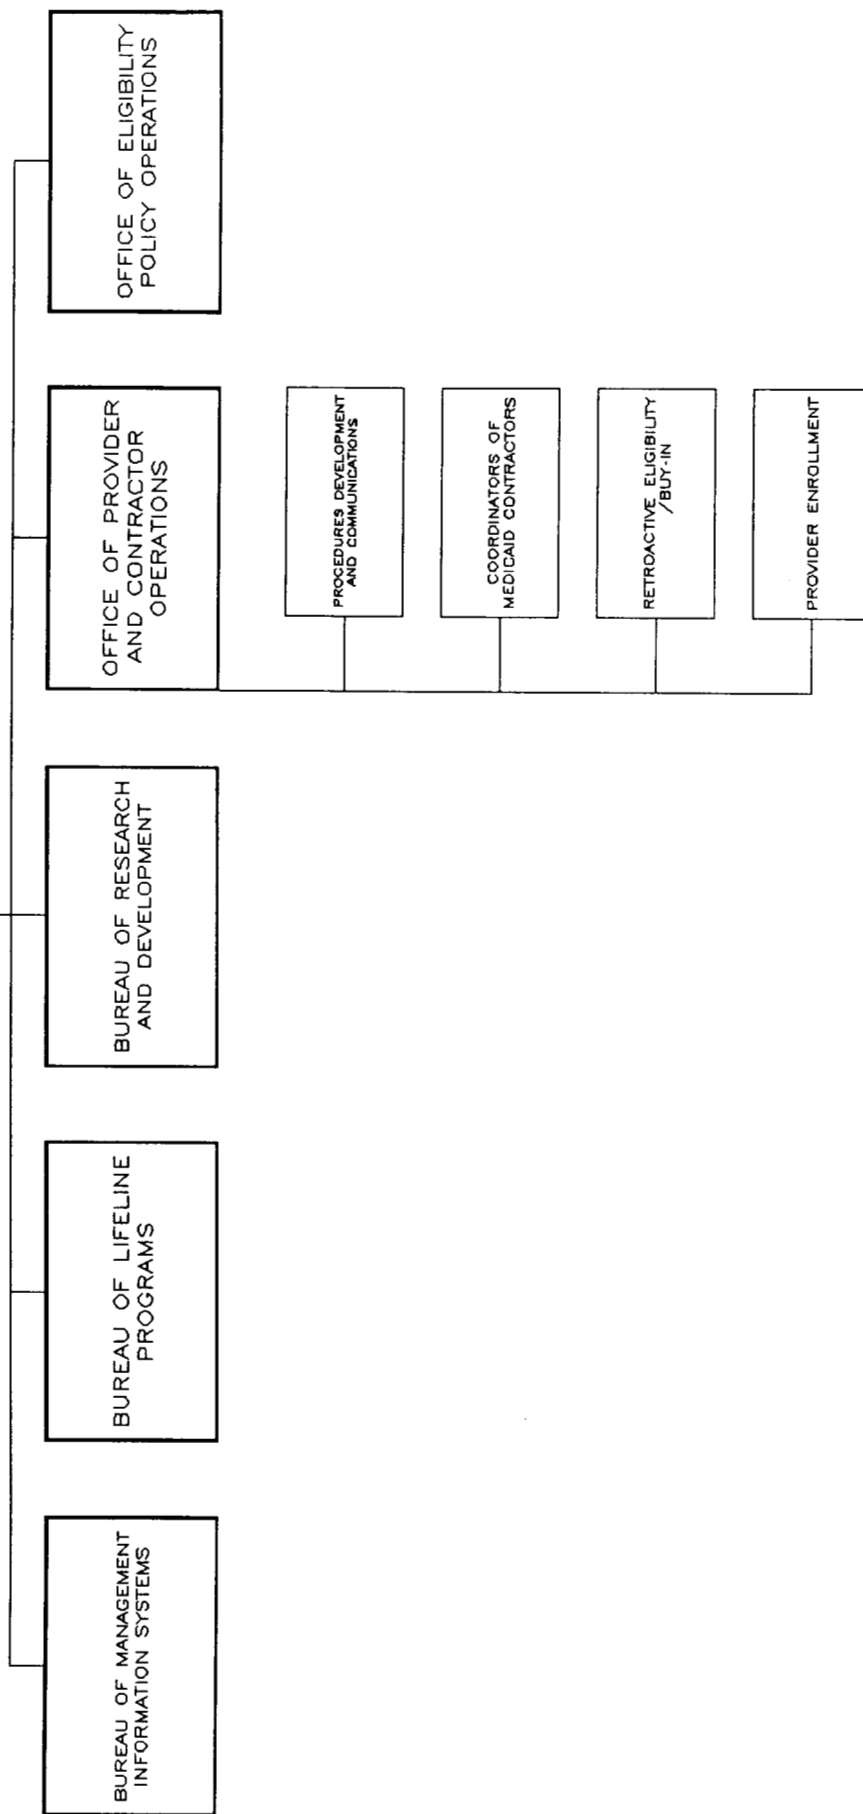 BUREAU OF MANAGEMENT
INFORMATION SYSTEMS
BUREAU OF LIFELINE
PROGRAMS
BUREAU OF RESEARCH
AND DEVELOPMENT
OFFICE OF PROVIDER
AND CONTRACTOR
OPERATIONS
OFFICE OF ELIGIBILITY
POLICY OPERATIONS
PROCEDURES DEVELOPMENT
AND COMMUNICATIONS
COORDINATORS OF
MEDICAID CONTRACTORS
RETROACTIVE ELIGIBILITY
/BUY-IN
PROVIDER ENROLLMENT